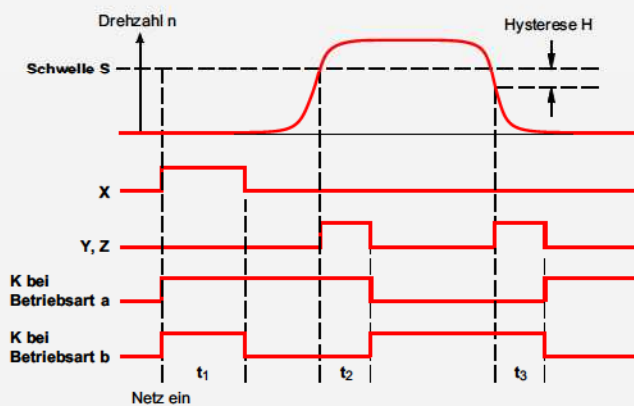 Drehzahl n
Hysterese H
Schwelle S
X
Y, Z
K bei
Betriebsart a
K bei
Betriebsart b
t1
t2
t3
Netz ein